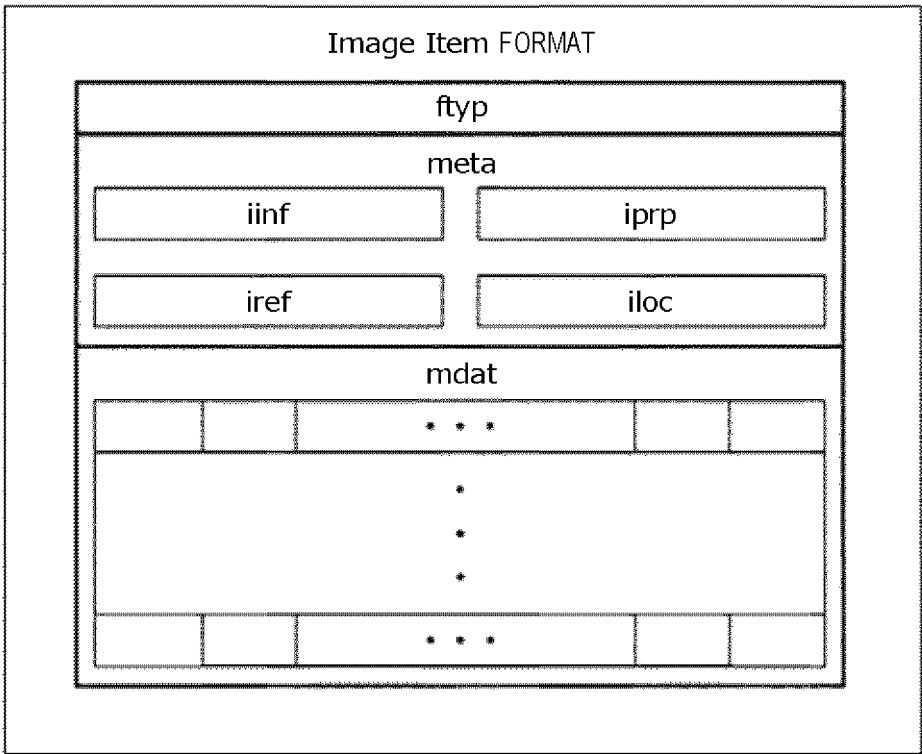 Image Item FORMAT
ftyp
meta
iinf
iprp
iref
iloc
mdat